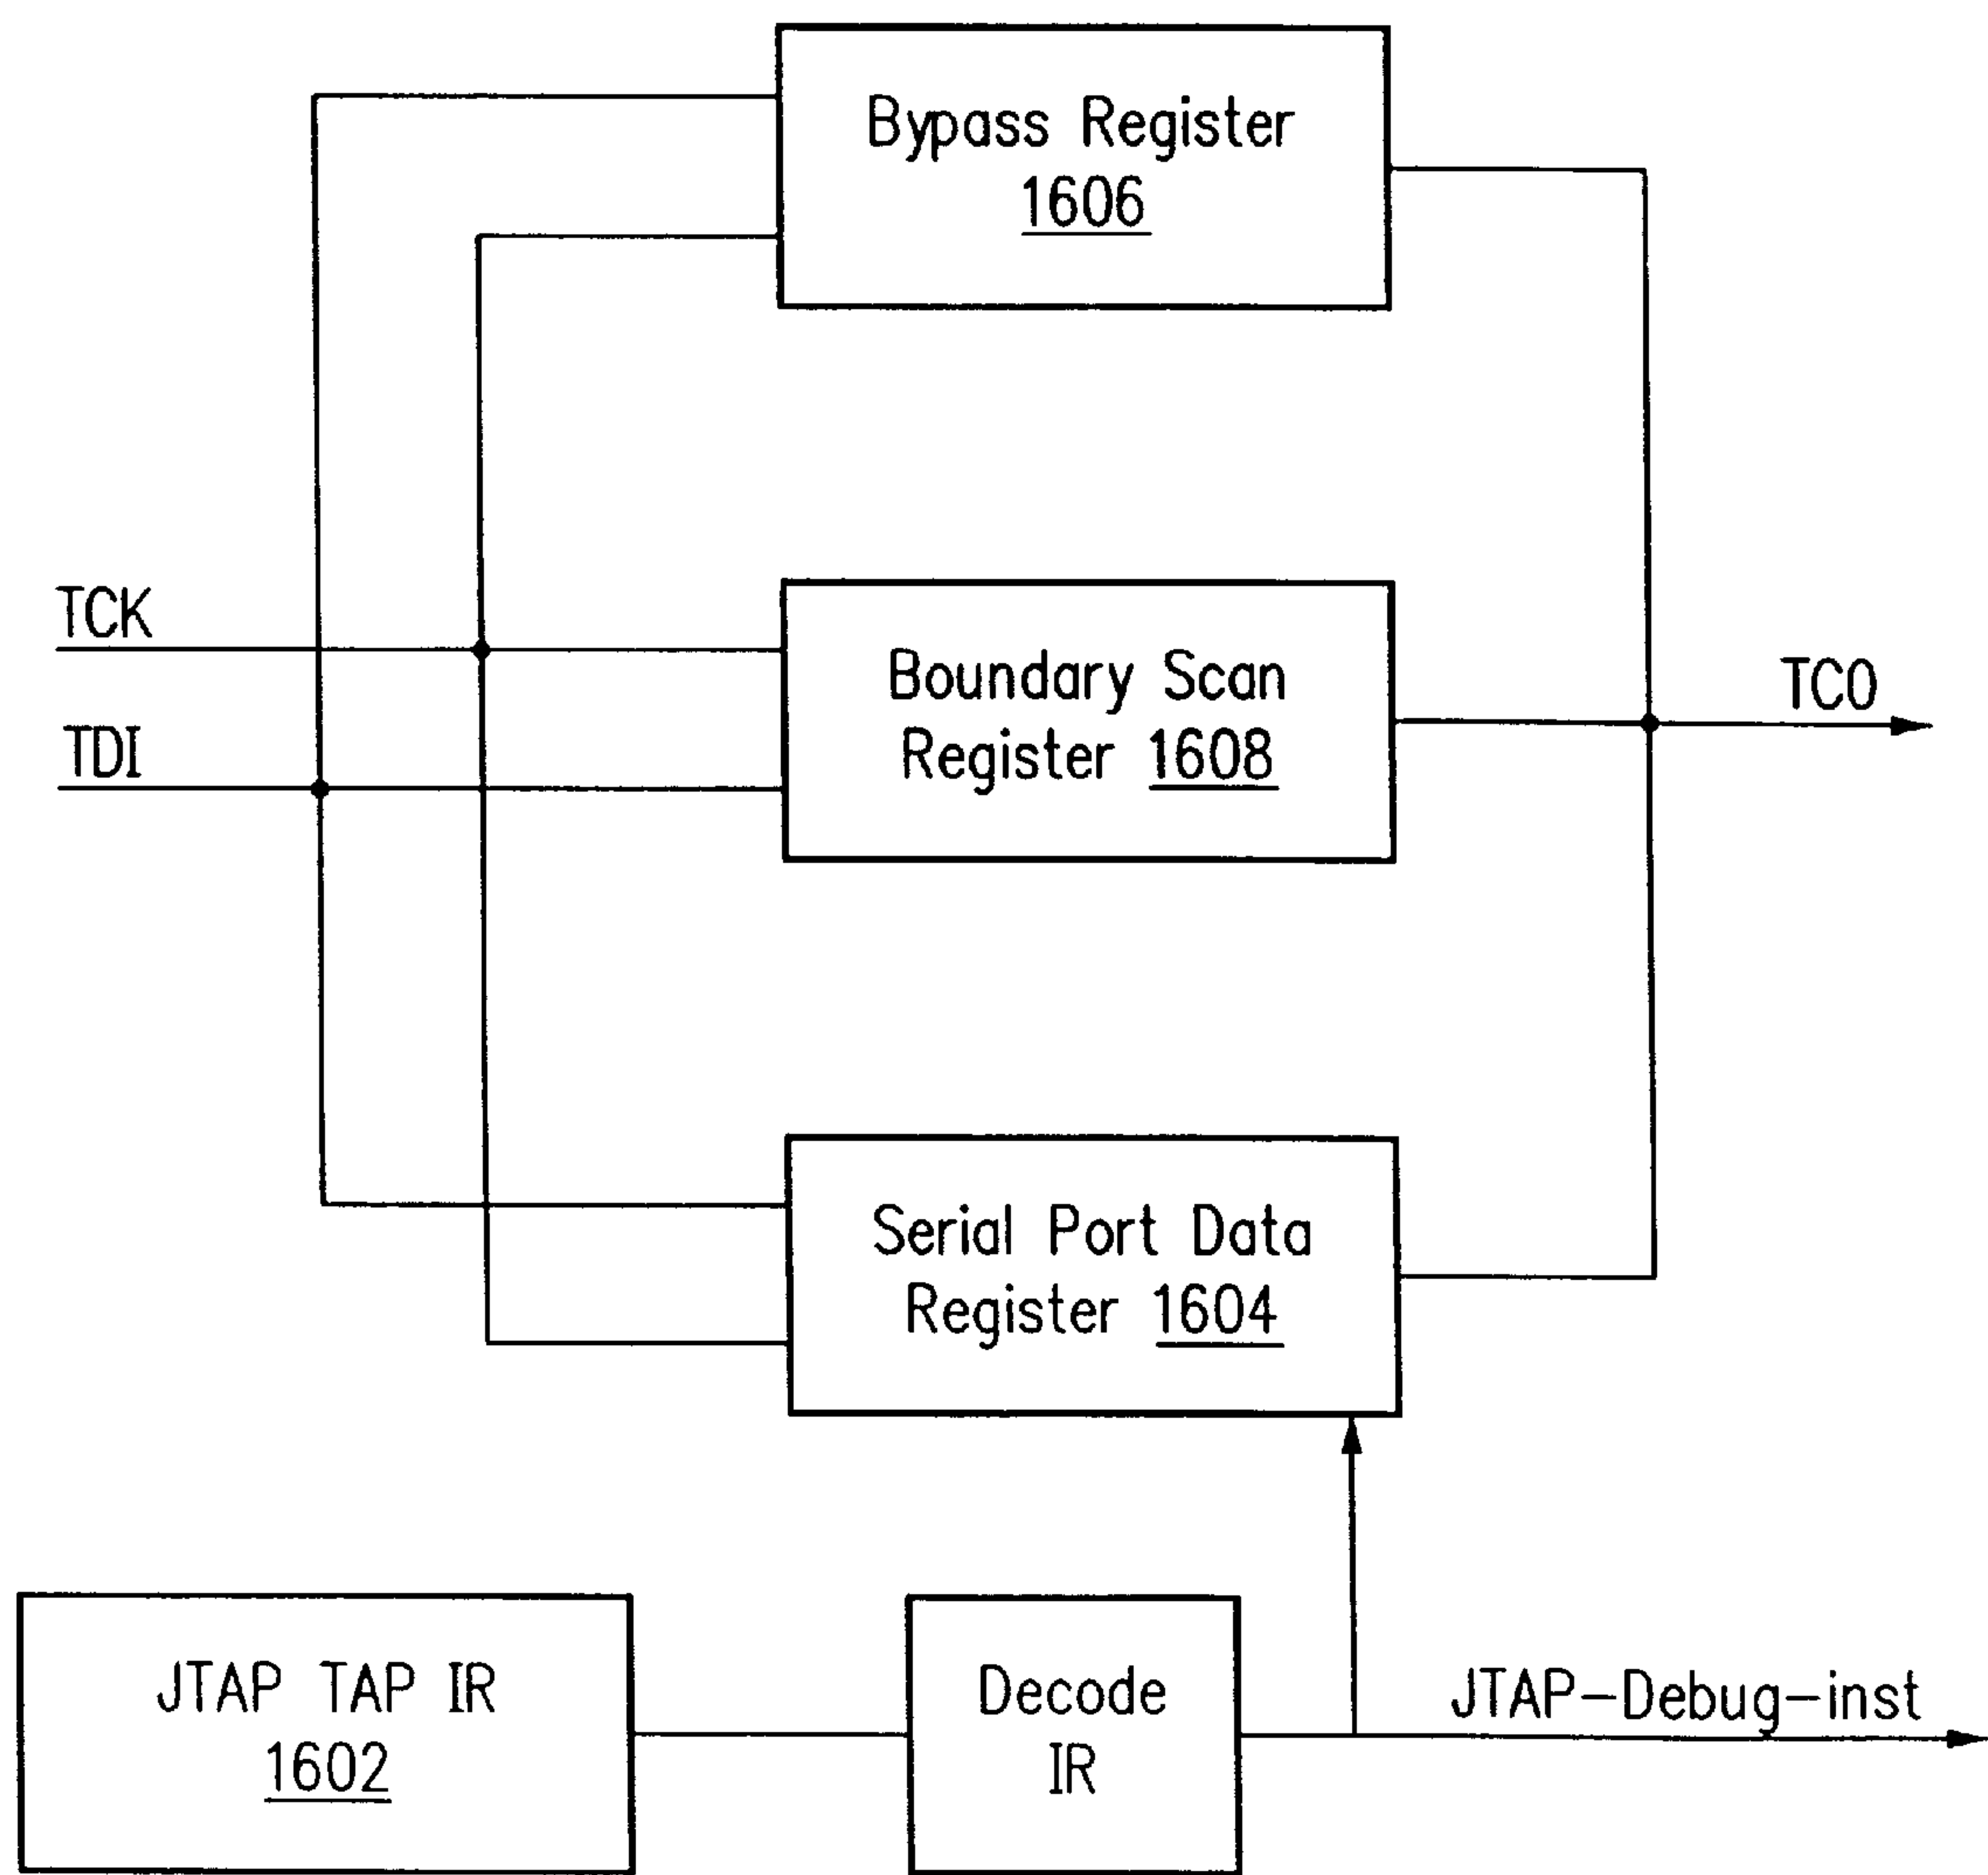 Bypass Register
1606
TCK
Boundary Scan
Register 1608
TCO
TDI
Serial Port Data
Register 1604
JTAP TAP IR
1602
Decode
IR
JTAP-Debug-inst